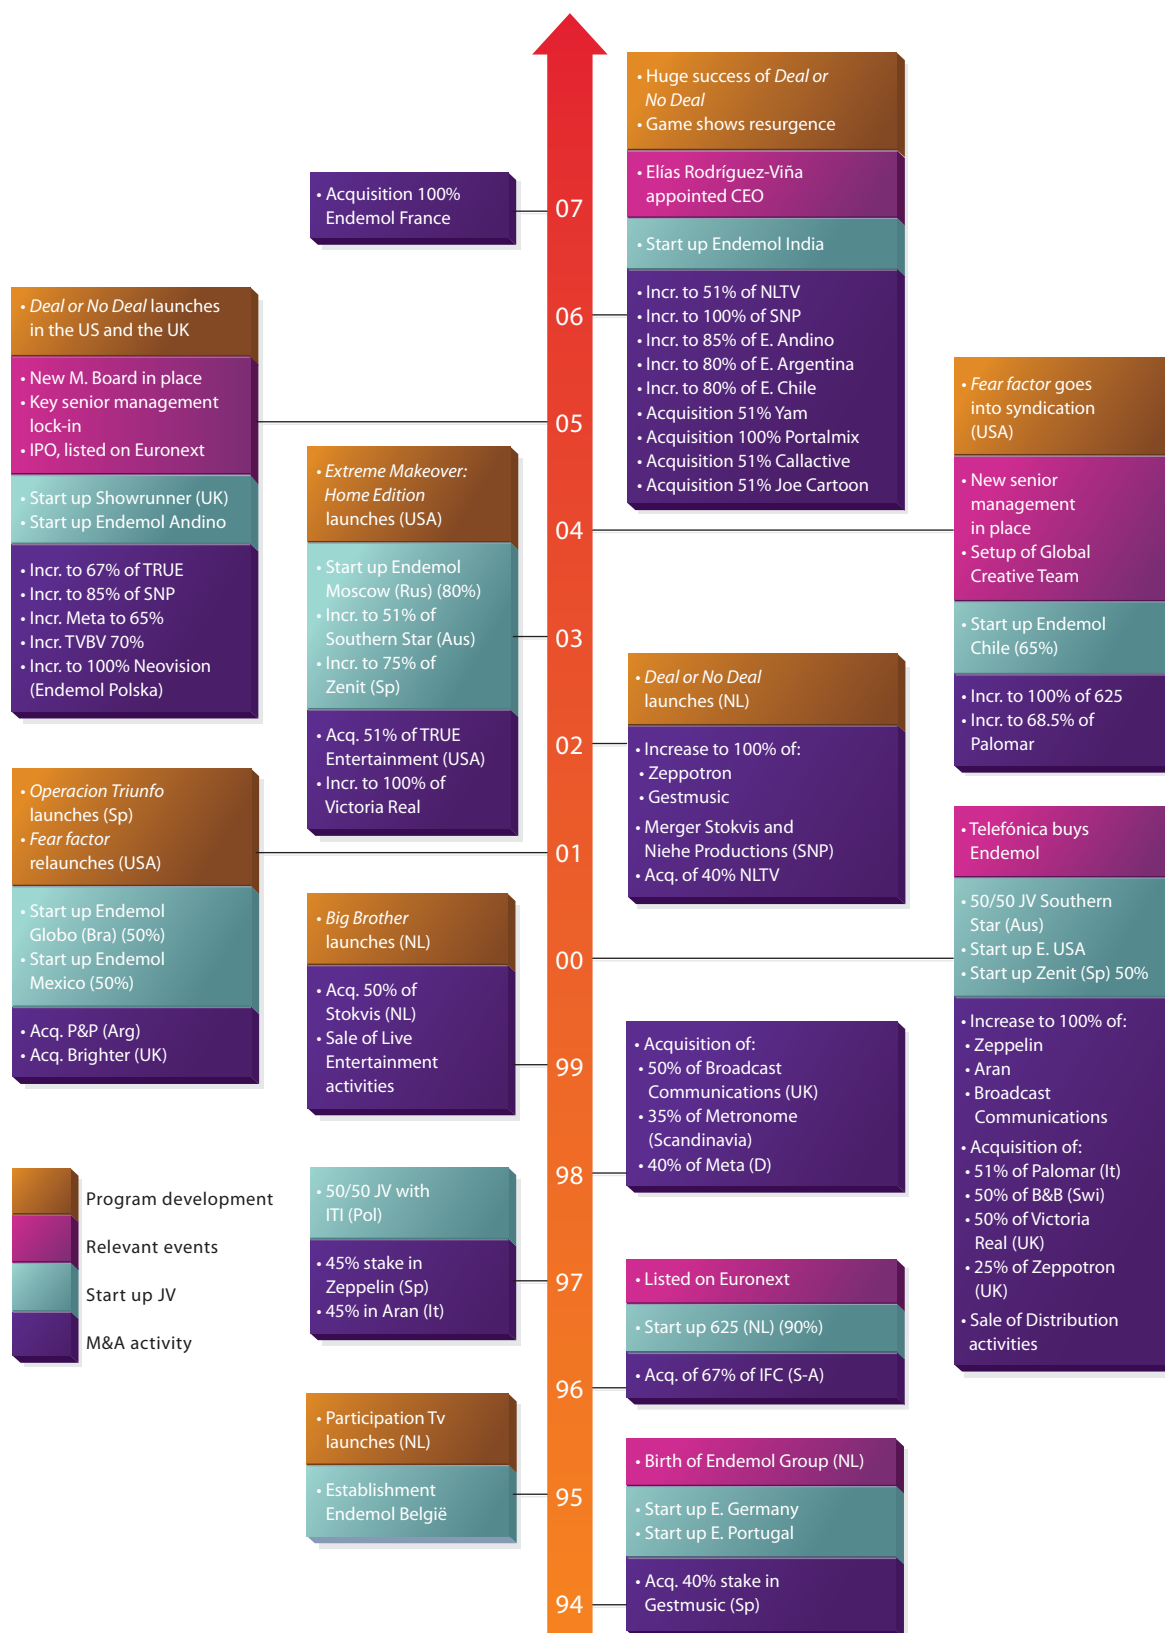 • Huge success of Deal or
No Deal
• Game shows resurgence
• Elías Rodríguez-Viña
appointed CEO
• Start up Endemol India
• Incr. to 51% of NLTV
• Incr. to 100% of SNP
• Incr. to 85% of E. Andino
• Incr. to 80% of E. Argentina
• Incr. to 80% of E. Chile
• Acquisition 51% Yam
• Acquisition 100% Portalmix
• Acquisition 51% Callactive
• Acquisition 51% Joe Cartoon
• Acquisition 100%
Endemol France
07
06
05
04
03
02
01
00
99
98
97
96
95
94
• Deal or No Deal launches
in the US and the UK
• New M. Board in place
• Key senior management
lock-in
• IPO, listed on Euronext
• Start up Showrunner (UK)
• Start up Endemol Andino
• Incr. to 67% of TRUE
• Incr. to 85% of SNP
• Incr. Meta to 65%
• Incr. TVBV 70%
• Incr. to 100% Neovision
(Endemol Polska)
• Extreme Makeover:
Home Edition
launches (USA)
• Start up Endemol
Moscow (Rus) (80%)
• Incr. to 51% of
Southern Star (Aus)
• Incr. to 75% of
Zenit (Sp)
• Acq. 51% of TRUE
Entertainment (USA)
• Incr. to 100% of
Victoria Real
• Fear factor goes
into syndication
(USA)
• New senior
management
in place
• Setup of Global
Creative Team
• Start up Endemol
Chile (65%)
• Incr. to 100% of 625
• Incr. to 68.5% of
Palomar
• Deal or No Deal
launches (NL)
• Increase to 100% of:
• Zeppotron
• Gestmusic
• Merger Stokvis and
Niehe Productions (SNP)
• Acq. of 40% NLTV
• Operacion Triunfo
launches (Sp)
• Fear factor
relaunches (USA)
• Start up Endemol
Globo (Bra) (50%)
• Start up Endemol
Mexico (50%)
• Acq. P&P (Arg)
• Acq. Brighter (UK)
• Big Brother
launches (NL)
• Acq. 50% of
Stokvis (NL)
• Sale of Live
Entertainment
activities
• Telefónica buys
Endemol
• 50/50 JV Southern
Star (Aus)
• Start up E. USA
• Start up Zenit (Sp) 50%
• Increase to 100% of:
• Zeppelin
• Aran
• Broadcast
Communications
• Acquisition of:
• 51% of Palomar (It)
• 50% of B&B (Swi)
• 50% of Victoria
Real (UK)
• 25% of Zeppotron
(UK)
• Sale of Distribution
activities
• Acquisition of:
• 50% of Broadcast
Communications (UK)
• 35% of Metronome
(Scandinavia)
• 40% of Meta (D)
Program development
Relevant events
Start up JV
M&A activity
• 50/50 JV with
ITI (Pol)
• 45% stake in
Zeppelin (Sp)
• 45% in Aran (It)
• Listed on Euronext
• Start up 625 (NL) (90%)
• Acq. of 67% of IFC (S-A)
• Participation Tv
launches (NL)
• Establishment
Endemol België
• Birth of Endemol Group (NL)
• Start up E. Germany
• Start up E. Portugal
• Acq. 40% stake in
Gestmusic (Sp)